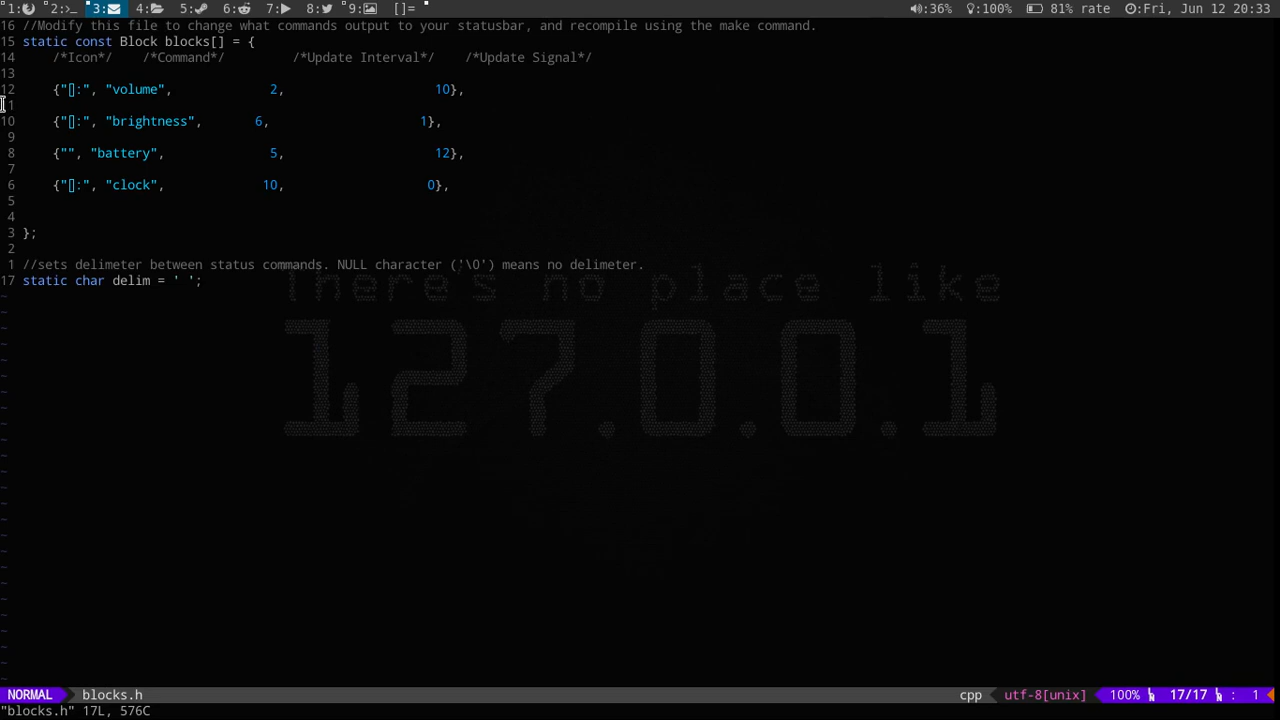 1: 2:>_ 3: 4: 5: 6: 7: 8: 9: []= :36% :100% 81% rate :Fri, Jun 12 20:33
16 //Modify this file to change what commands output to your statusbar, and recompile using the make command.
15 static const Block blocks[] = {
14 /*Icon*/ /*Command*/ /*Update Interval*/ /*Update Signal*/
13
12 {"[]:", "volume", 2, 10},
11
10 {"[]:", "brightness", 6, 1},
9
8 {"", "battery", 5, 12},
7
6 {"[]:", "clock", 10, 0},
5
4
3 };
2
1 //sets delimeter between status commands. NULL character ('\0') means no delimeter.
17 static char delim = ' ';
~
there's no place like
127.0.0.1
NORMAL blocks.h cpp utf-8[unix] 100% 17/17 : 1
"blocks.h" 17L, 576C